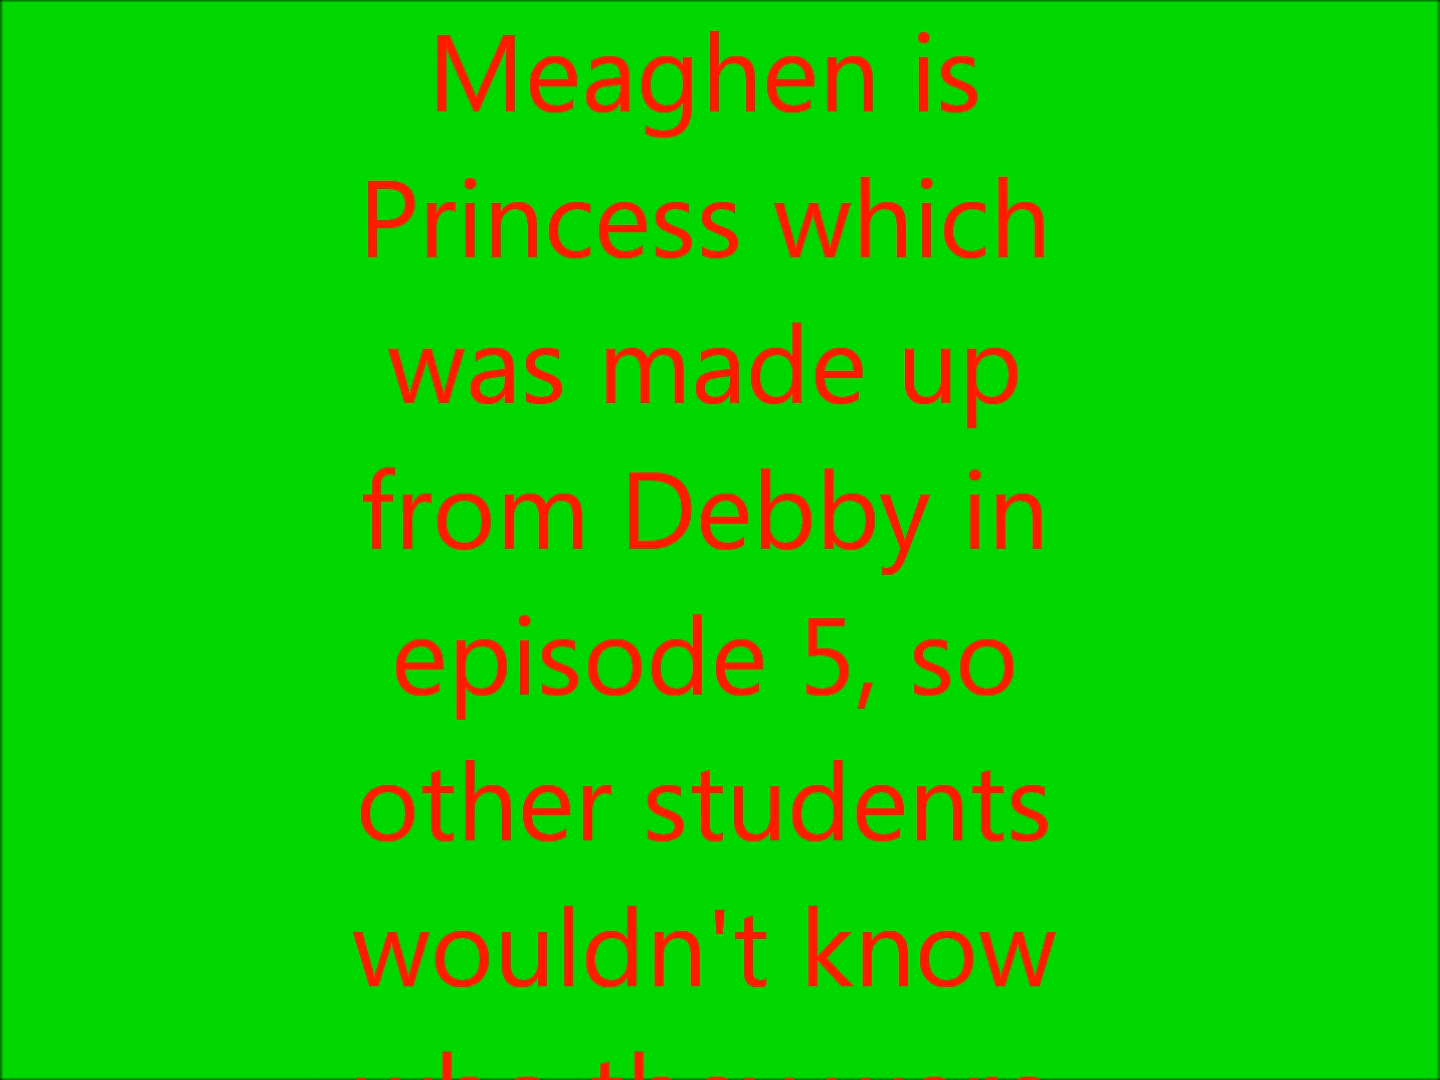 Meaghen is
Princess which
was made up
from Debby in
episode 5, so
other students
wouldn't know